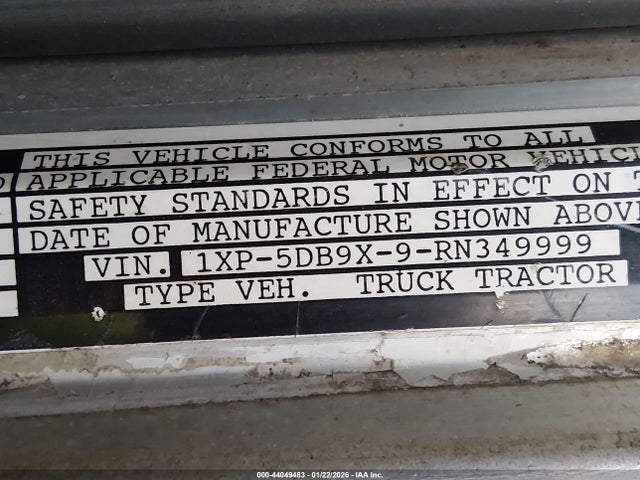 THIS VEHICLE CONFORMS TO ALL
APPLICABLE FEDERAL MOTOR VEHICL
SAFETY STANDARDS IN EFFECT ON T
DATE OF MANUFACTURE SHOWN ABOVE
VIN. 1XP-5DB9X-9-RN349999
TYPE VEH. TRUCK TRACTOR
000-44049483 - 01/22/2026 - IAA Inc.